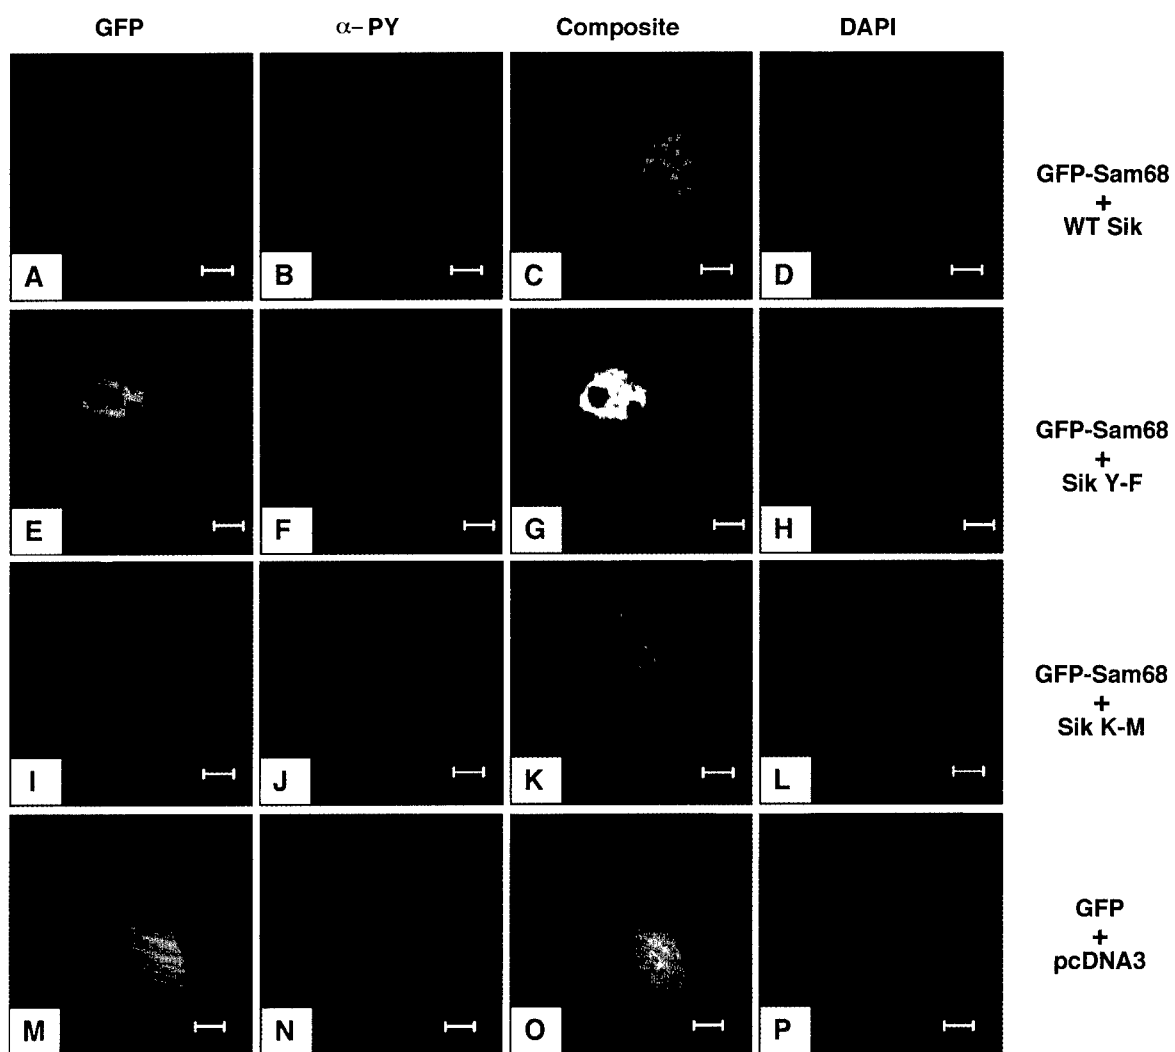 GFP α– PY Composite DAPI
A B C D
GFP-Sam68
+
WT Sik
E F G H
GFP-Sam68
+
Sik Y-F
I J K L
GFP-Sam68
+
Sik K-M
M N O P
GFP
+
pcDNA3